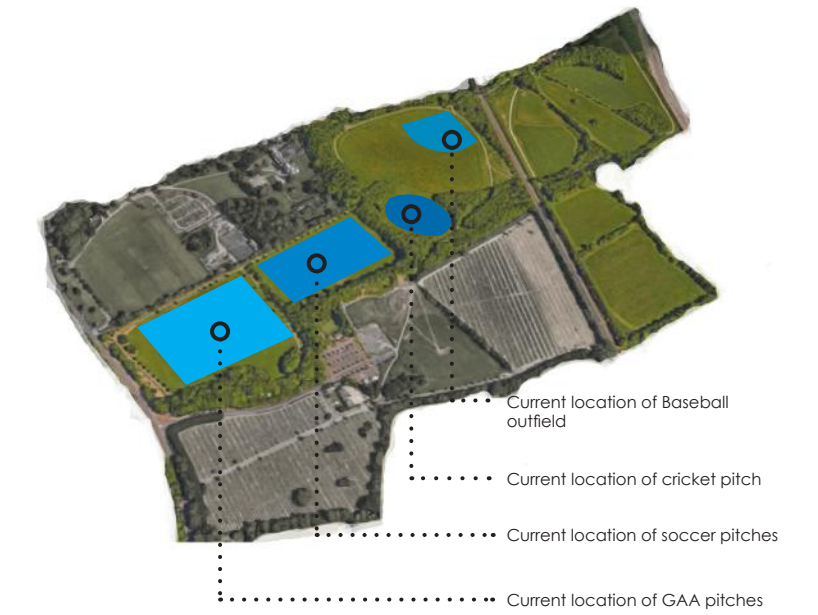 Current location of Baseball
outfield
Current location of cricket pitch
Current location of soccer pitches
Current location of GAA pitches